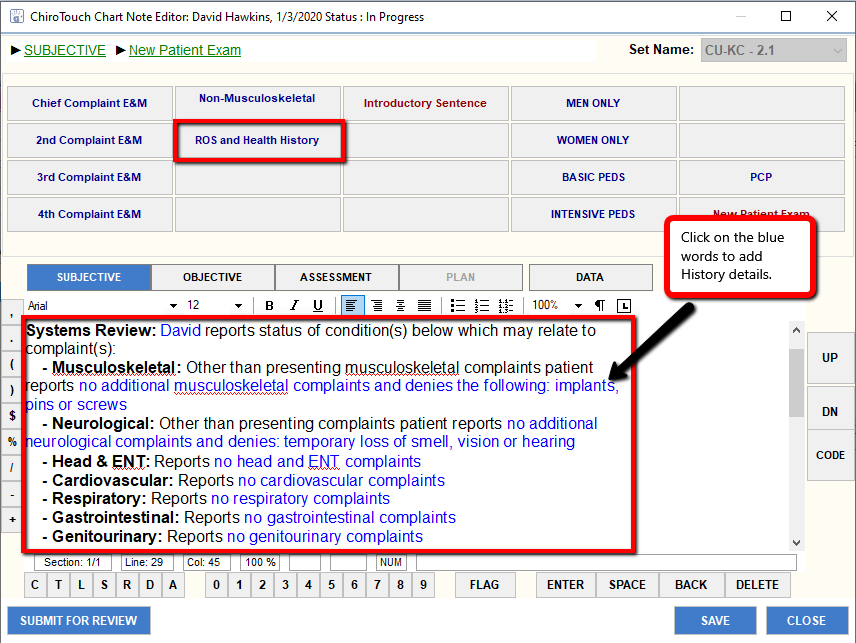 ChiroTouch Chart Note Editor: David Hawkins, 1/3/2020 Status : In Progress
SUBJECTIVE New Patient Exam Set Name: CU-KC - 2.1
Chief Complaint E&M Non-Musculoskeletal Introductory Sentence MEN ONLY
2nd Complaint E&M ROS and Health History WOMEN ONLY
3rd Complaint E&M BASIC PEDS PCP
4th Complaint E&M INTENSIVE PEDS New Patient Exam
Click on the blue
words to add
History details.
SUBJECTIVE OBJECTIVE ASSESSMENT PLAN DATA
Arial 12 B I U 100% ¶ L
Systems Review: David reports status of condition(s) below which may relate to
complaint(s):
- Musculoskeletal: Other than presenting musculoskeletal complaints patient
reports no additional musculoskeletal complaints and denies the following: implants,
pins or screws
- Neurological: Other than presenting complaints patient reports no additional
neurological complaints and denies: temporary loss of smell, vision or hearing
- Head & ENT: Reports no head and ENT complaints
- Cardiovascular: Reports no cardiovascular complaints
- Respiratory: Reports no respiratory complaints
- Gastrointestinal: Reports no gastrointestinal complaints
- Genitourinary: Reports no genitourinary complaints
,
.
(
)
$
%
/
-
+
UP
DN
CODE
Section: 1/1 Line: 29 Col: 45 100 % NUM
C T L S R D A 0 1 2 3 4 5 6 7 8 9 FLAG ENTER SPACE BACK DELETE
SUBMIT FOR REVIEW SAVE CLOSE